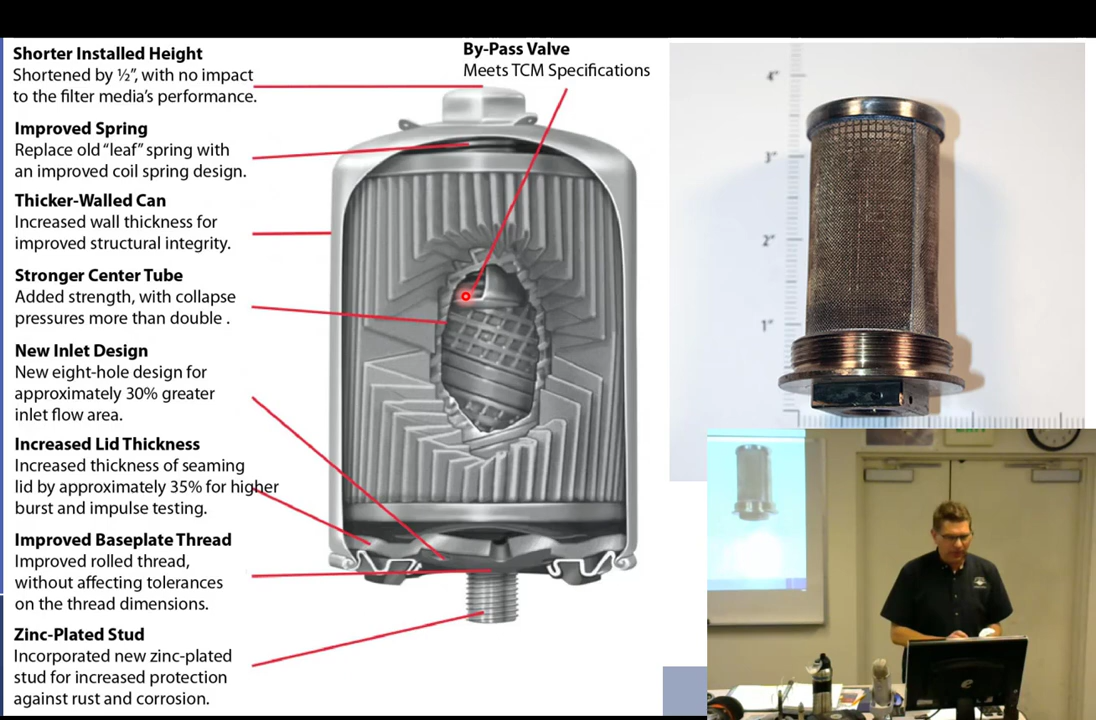 Shorter Installed Height
Shortened by ½”, with no impact
to the filter media’s performance.
Improved Spring
Replace old “leaf” spring with
an improved coil spring design.
Thicker-Walled Can
Increased wall thickness for
improved structural integrity.
Stronger Center Tube
Added strength, with collapse
pressures more than double .
New Inlet Design
New eight-hole design for
approximately 30% greater
inlet flow area.
Increased Lid Thickness
Increased thickness of seaming
lid by approximately 35% for higher
burst and impulse testing.
Improved Baseplate Thread
Improved rolled thread,
without affecting tolerances
on the thread dimensions.
Zinc-Plated Stud
Incorporated new zinc-plated
stud for increased protection
against rust and corrosion.
By-Pass Valve
Meets TCM Specifications
4"
3"
2"
1"